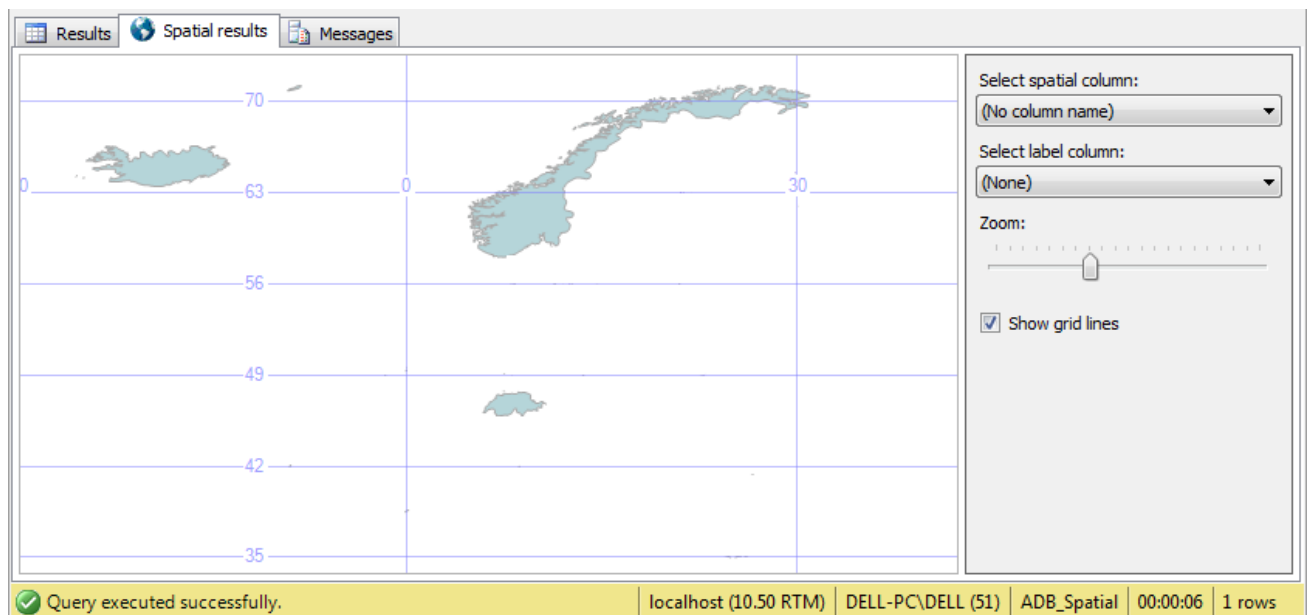 Results Spatial results Messages
70
0 63 0 30
56
49
42
35
Select spatial column:
(No column name)
Select label column:
(None)
Zoom:
Show grid lines
Query executed successfully. localhost (10.50 RTM) DELL-PC\DELL (51) ADB_Spatial 00:00:06 1 rows